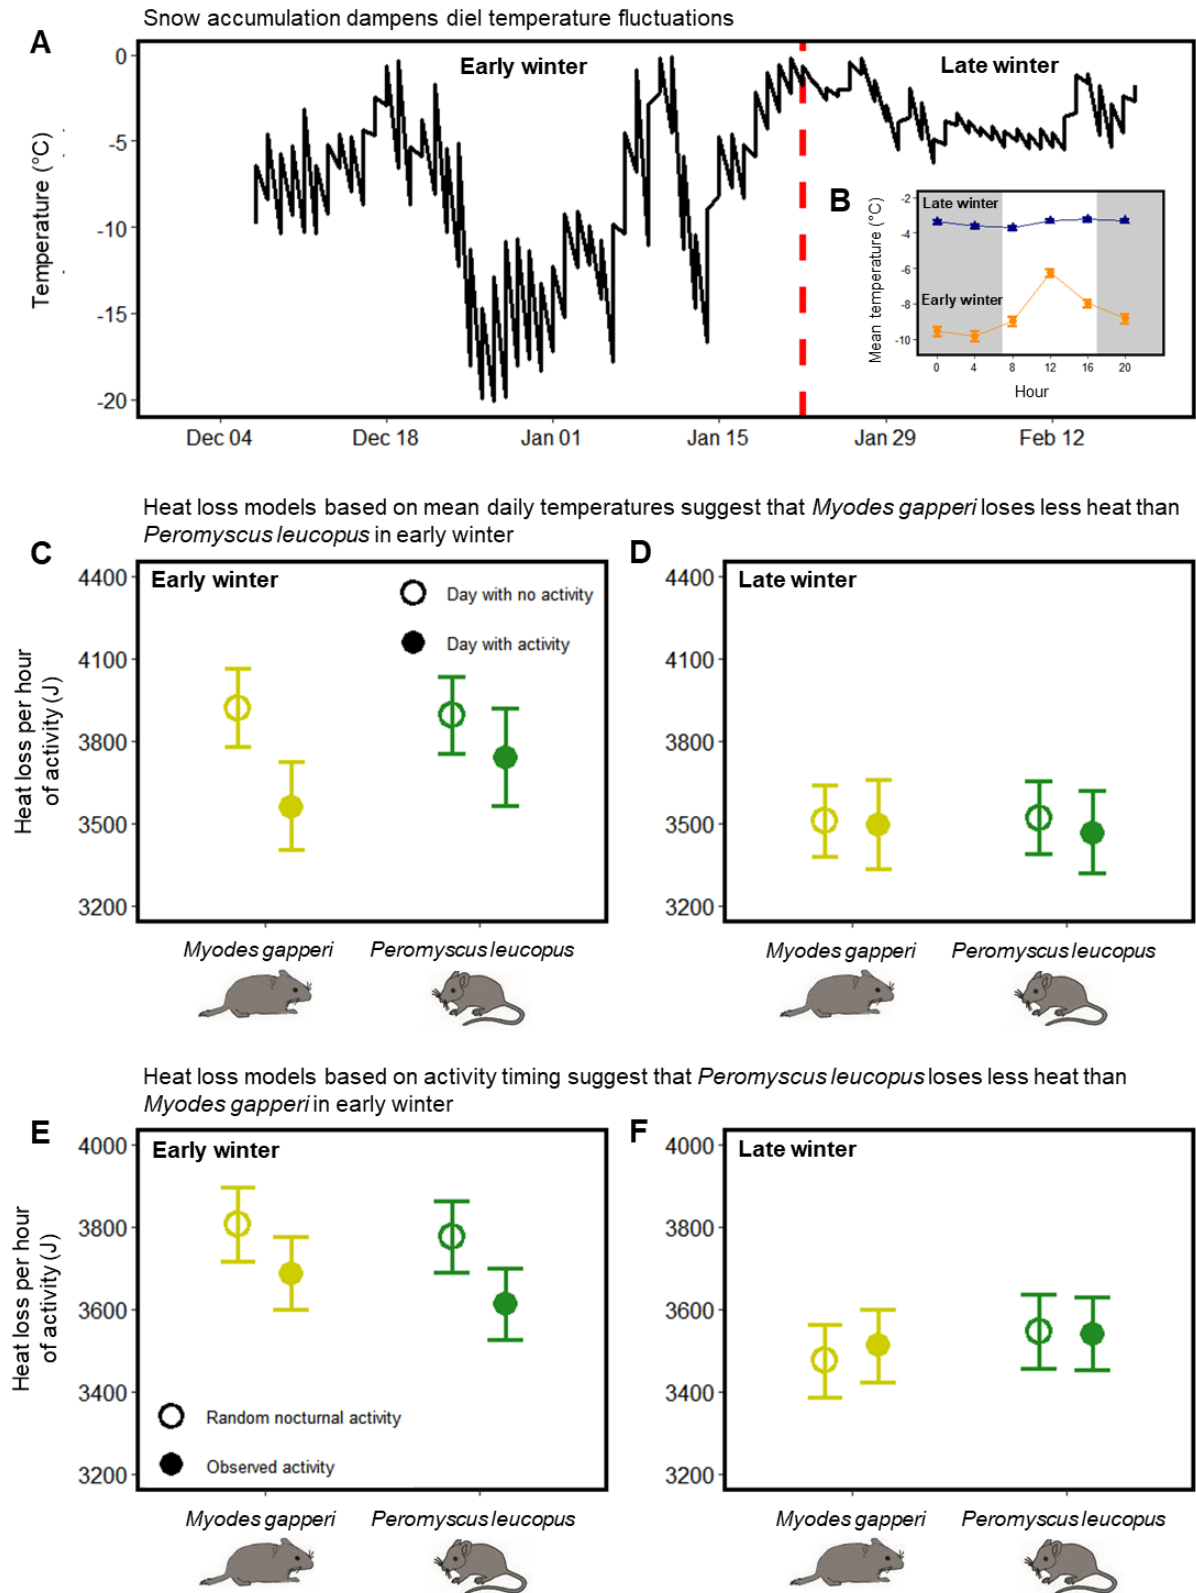 Snow accumulation dampens diel temperature fluctuations
A
Early winter
Late winter
Temperature (°C)
0
-5
-10
-15
-20
Dec 04
Dec 18
Jan 01
Jan 15
Jan 29
Feb 12
B
Late winter
Early winter
Mean temperature (°C)
-2
-4
-6
-8
-10
0
4
8
12
16
20
Hour
Heat loss models based on mean daily temperatures suggest that Myodes gapperi loses less heat than
Peromyscus leucopus in early winter
C
Early winter
Day with no activity
Day with activity
Heat loss per hour
of activity (J)
4400
4100
3800
3500
3200
Myodes gapperi
Peromyscus leucopus
D
Late winter
4400
4100
3800
3500
3200
Myodes gapperi
Peromyscus leucopus
Heat loss models based on activity timing suggest that Peromyscus leucopus loses less heat than
Myodes gapperi in early winter
E
Early winter
Heat loss per hour
of activity (J)
4000
3800
3600
3400
3200
Random nocturnal activity
Observed activity
Myodes gapperi
Peromyscus leucopus
F
Late winter
4000
3800
3600
3400
3200
Myodes gapperi
Peromyscus leucopus